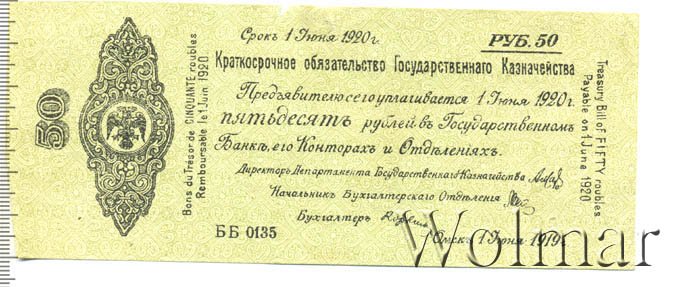 50
Bons du Trésor de CINQUANTE roubles
Remboursable le 1 Juin 1920
Срокъ 1 Июня 1920 г.
РУБ. 50
Краткосрочное обязательство Государственнаго Казначейства
Предъявителю сего уплачивается 1 Июня 1920 г.
пятьдесятъ рублей въ Государственномъ
Банкѣ, его Конторахъ и Отдѣленіяхъ.
Директоръ Департамента Государственнаго Казначейства
Начальникъ Бухгалтерскаго Отдѣленія
Бухгалтеръ
ББ 0135
Омскъ 1 Июня 1919 г.
Treasury Bill of FIFTY roubles
Payable on 1 June 1920
Wolmar